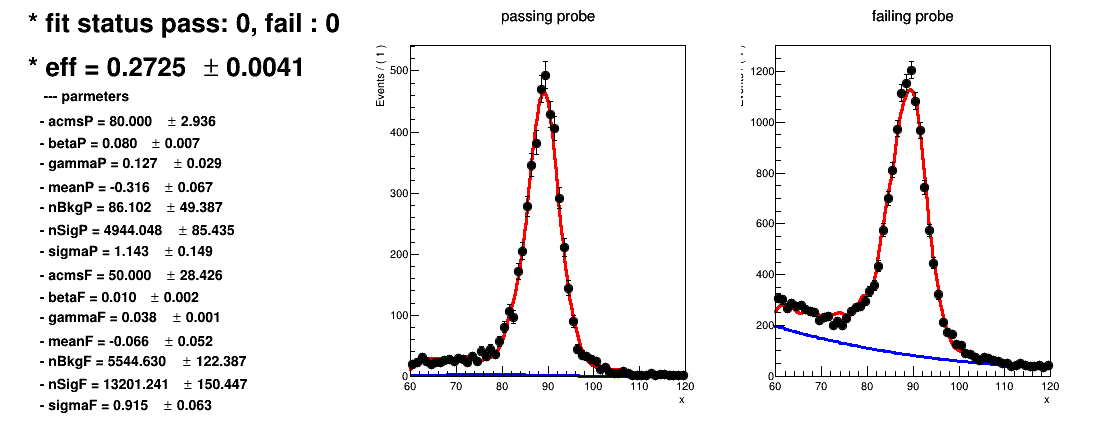 * fit status pass: 0, fail : 0
* eff = 0.2725 ± 0.0041
--- parmeters
- acmsP = 80.000 ± 2.936
- betaP = 0.080 ± 0.007
- gammaP = 0.127 ± 0.029
- meanP = -0.316 ± 0.067
- nBkgP = 86.102 ± 49.387
- nSigP = 4944.048 ± 85.435
- sigmaP = 1.143 ± 0.149
- acmsF = 50.000 ± 28.426
- betaF = 0.010 ± 0.002
- gammaF = 0.038 ± 0.001
- meanF = -0.066 ± 0.052
- nBkgF = 5544.630 ± 122.387
- nSigF = 13201.241 ± 150.447
- sigmaF = 0.915 ± 0.063
passing probe
Events / ( 1 )
500
400
300
200
100
0
60 70 80 90 100 110 120
x
failing probe
Events / ( 1 )
1200
1000
800
600
400
200
0
60 70 80 90 100 110 120
x